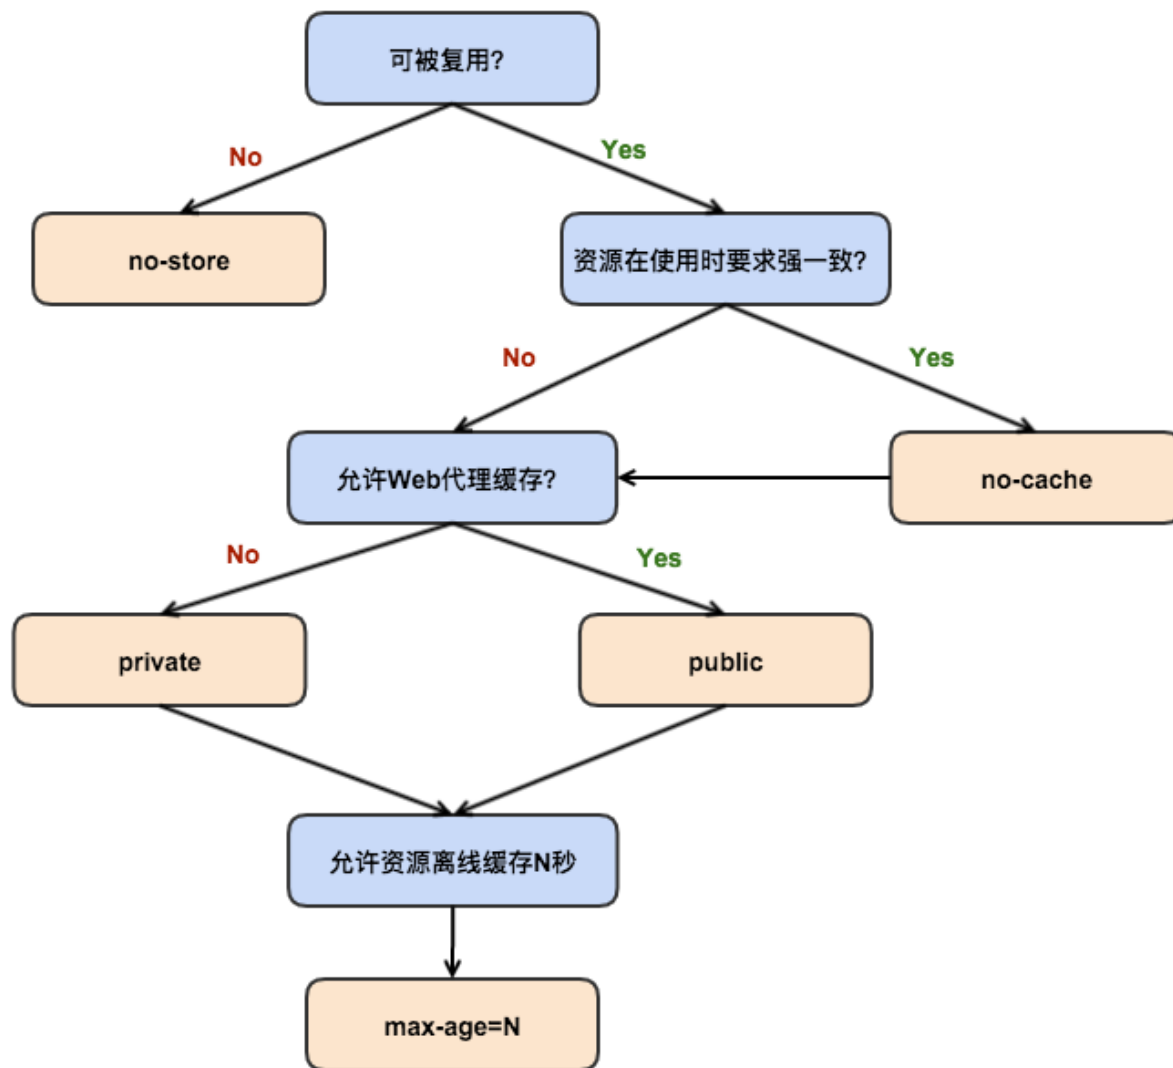 可被复用?
No
Yes
no-store
资源在使用时要求强一致?
No
Yes
允许Web代理缓存?
no-cache
No
Yes
private
public
允许资源离线缓存N秒
max-age=N